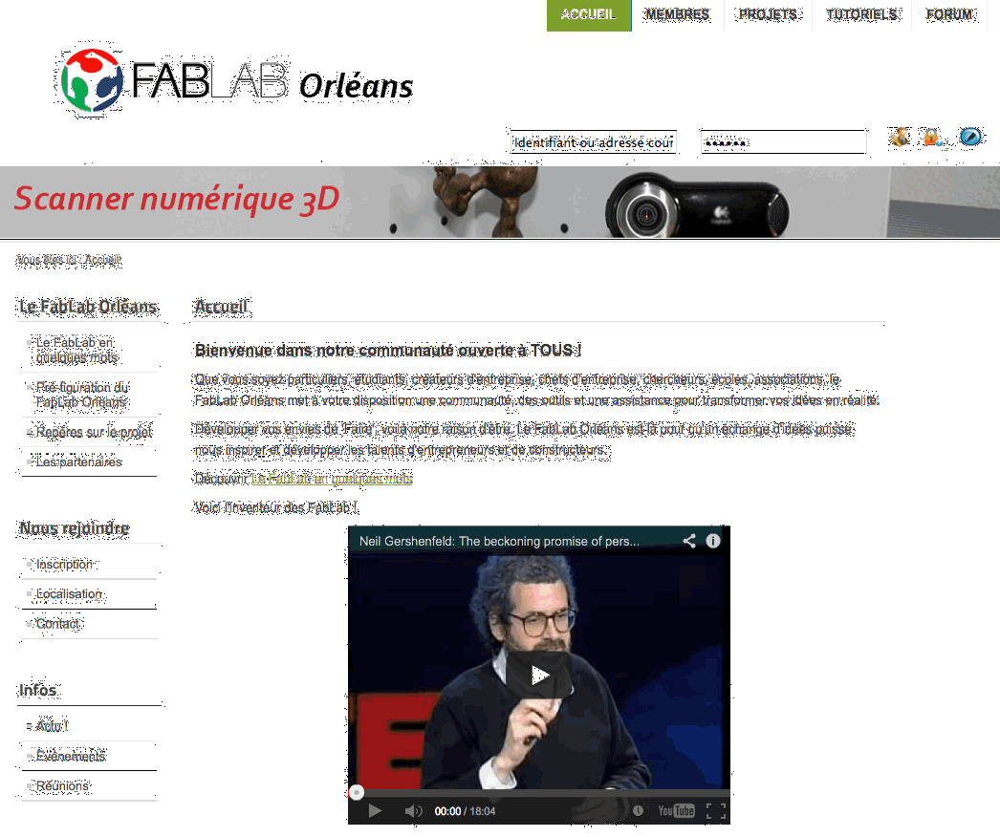 ACCUEIL MEMBRES PROJETS TUTORIELS FORUM
FABLAB Orléans
Identifiant ou adresse cour
Scanner numérique 3D
Vous êtes ici : Accueil
Le FabLab Orléans
Le FabLab en
quelques mots
Pré-figuration du
FabLab Orléans
Repères sur le projet
Les partenaires
Nous rejoindre
Inscription
Localisation
Contact
Infos
Actu !
Evènements
Réunions
Accueil
Bienvenue dans notre communauté ouverte à TOUS !
Que vous soyez particuliers, étudiants, créateurs d'entreprise, chefs d'entreprise, chercheurs, écoles, associations, le
FabLab Orléans met à votre disposition une communauté, des outils et une assistance pour transformer vos idées en réalité.
Développer vos envies de 'Faire', voilà notre raison d'être. Le FabLab Orléans est là pour qu'un échange d'idées puisse
nous inspirer et développer les talents d'entrepreneurs et de constructeurs.
Découvrir Le FabLab en quelques mots
Voici l'inventeur des FabLab !
Neil Gershenfeld: The beckoning promise of pers...
00:00 / 18:04
YouTube